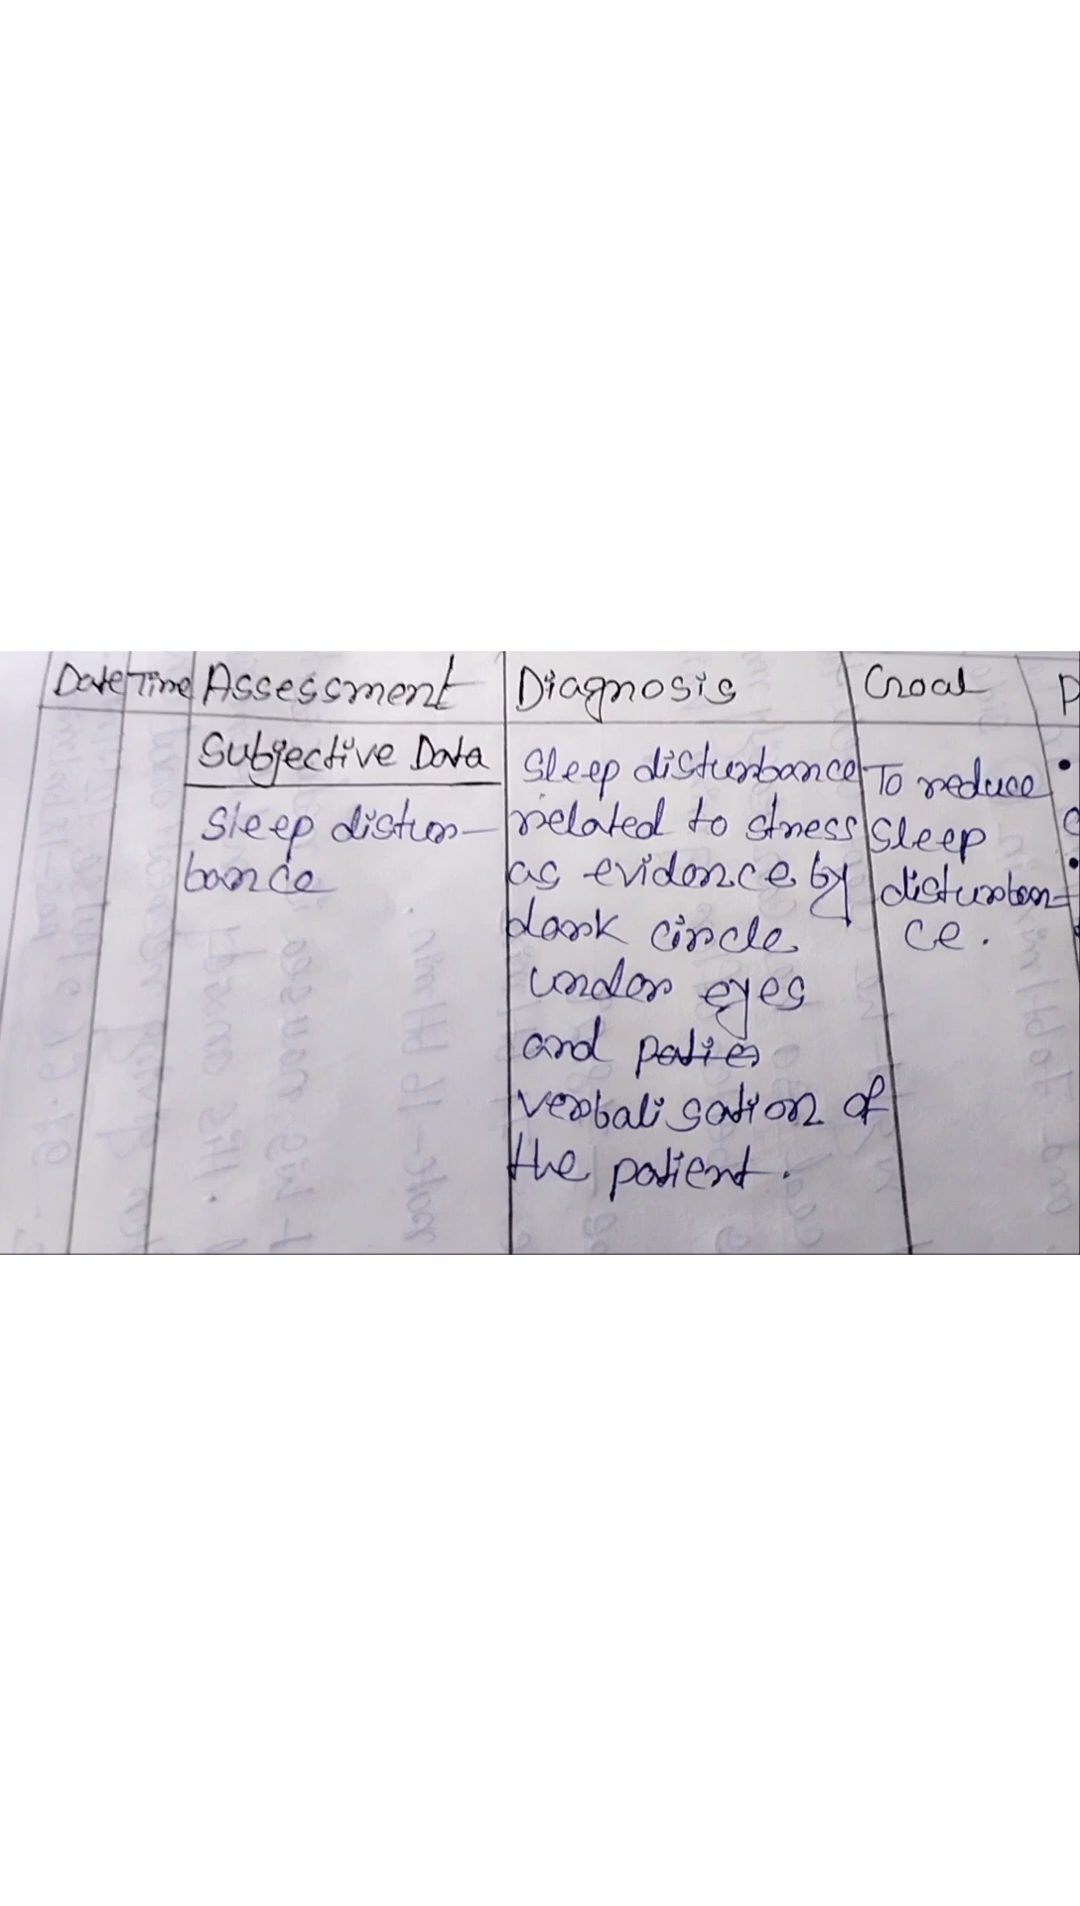 Date Time Assessment Diagnosis Goal P
Subjective Data
Sleep distur-
bance
Sleep disturbance
related to stress
as evidence by
dark circle
under eyes
and patie
verbalisation of
the patient.
To reduce
Sleep
disturban-
ce.